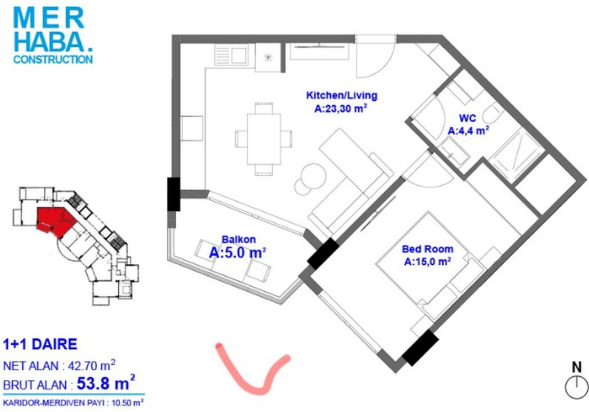 MER
HABA.
CONSTRUCTION
Kitchen/Living
A:23,30 m²
WC
A:4,4 m²
Balkon
A:5.0 m²
Bed Room
A:15,0 m²
1+1 DAIRE
NET ALAN : 42.70 m²
BRUT ALAN : 53.8 m²
KARIDOR-MERDIVEN PAYI : 10.50 m²
N